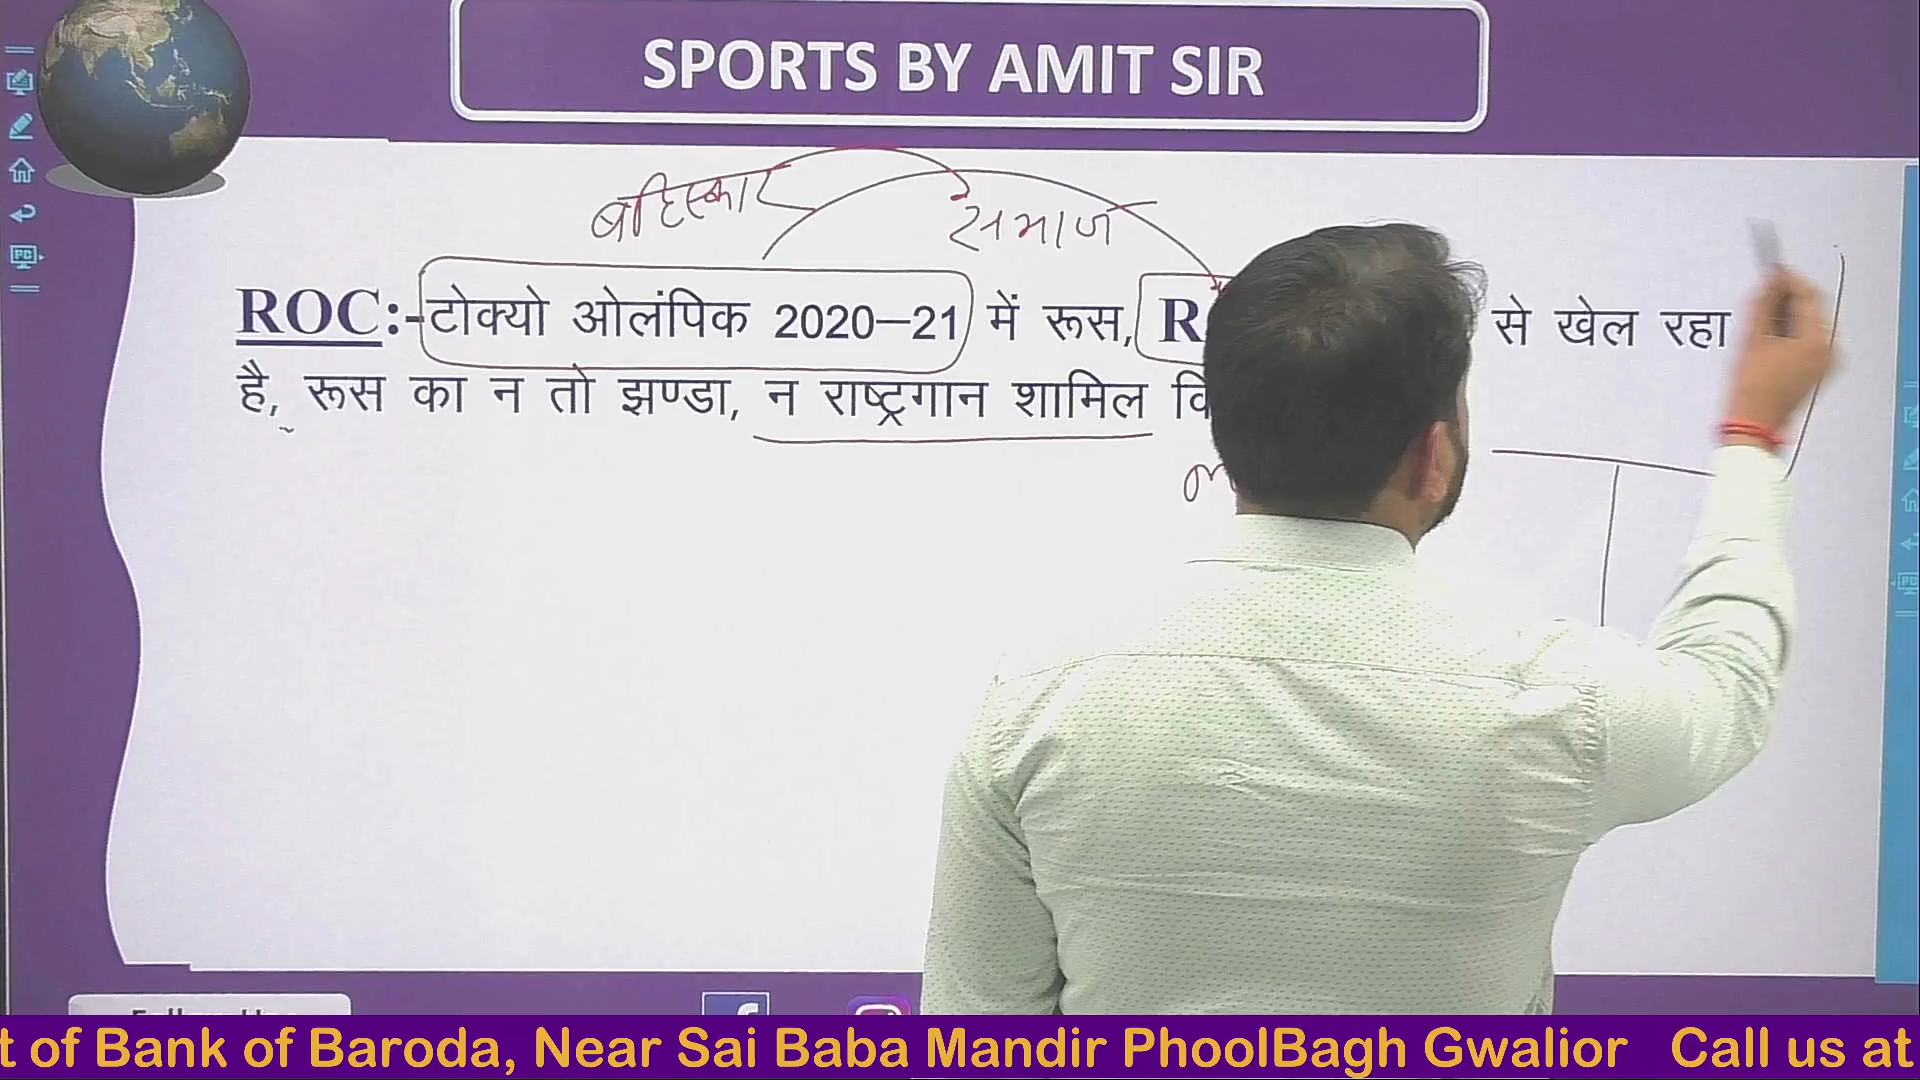 SPORTS BY AMIT SIR
बहिस्कार समाज
ROC:-टोक्यो ओलंपिक 2020–21 में रूस, R से खेल रहा
है, रूस का न तो झण्डा, न राष्ट्रगान शामिल
t of Bank of Baroda, Near Sai Baba Mandir PhoolBagh Gwalior Call us at